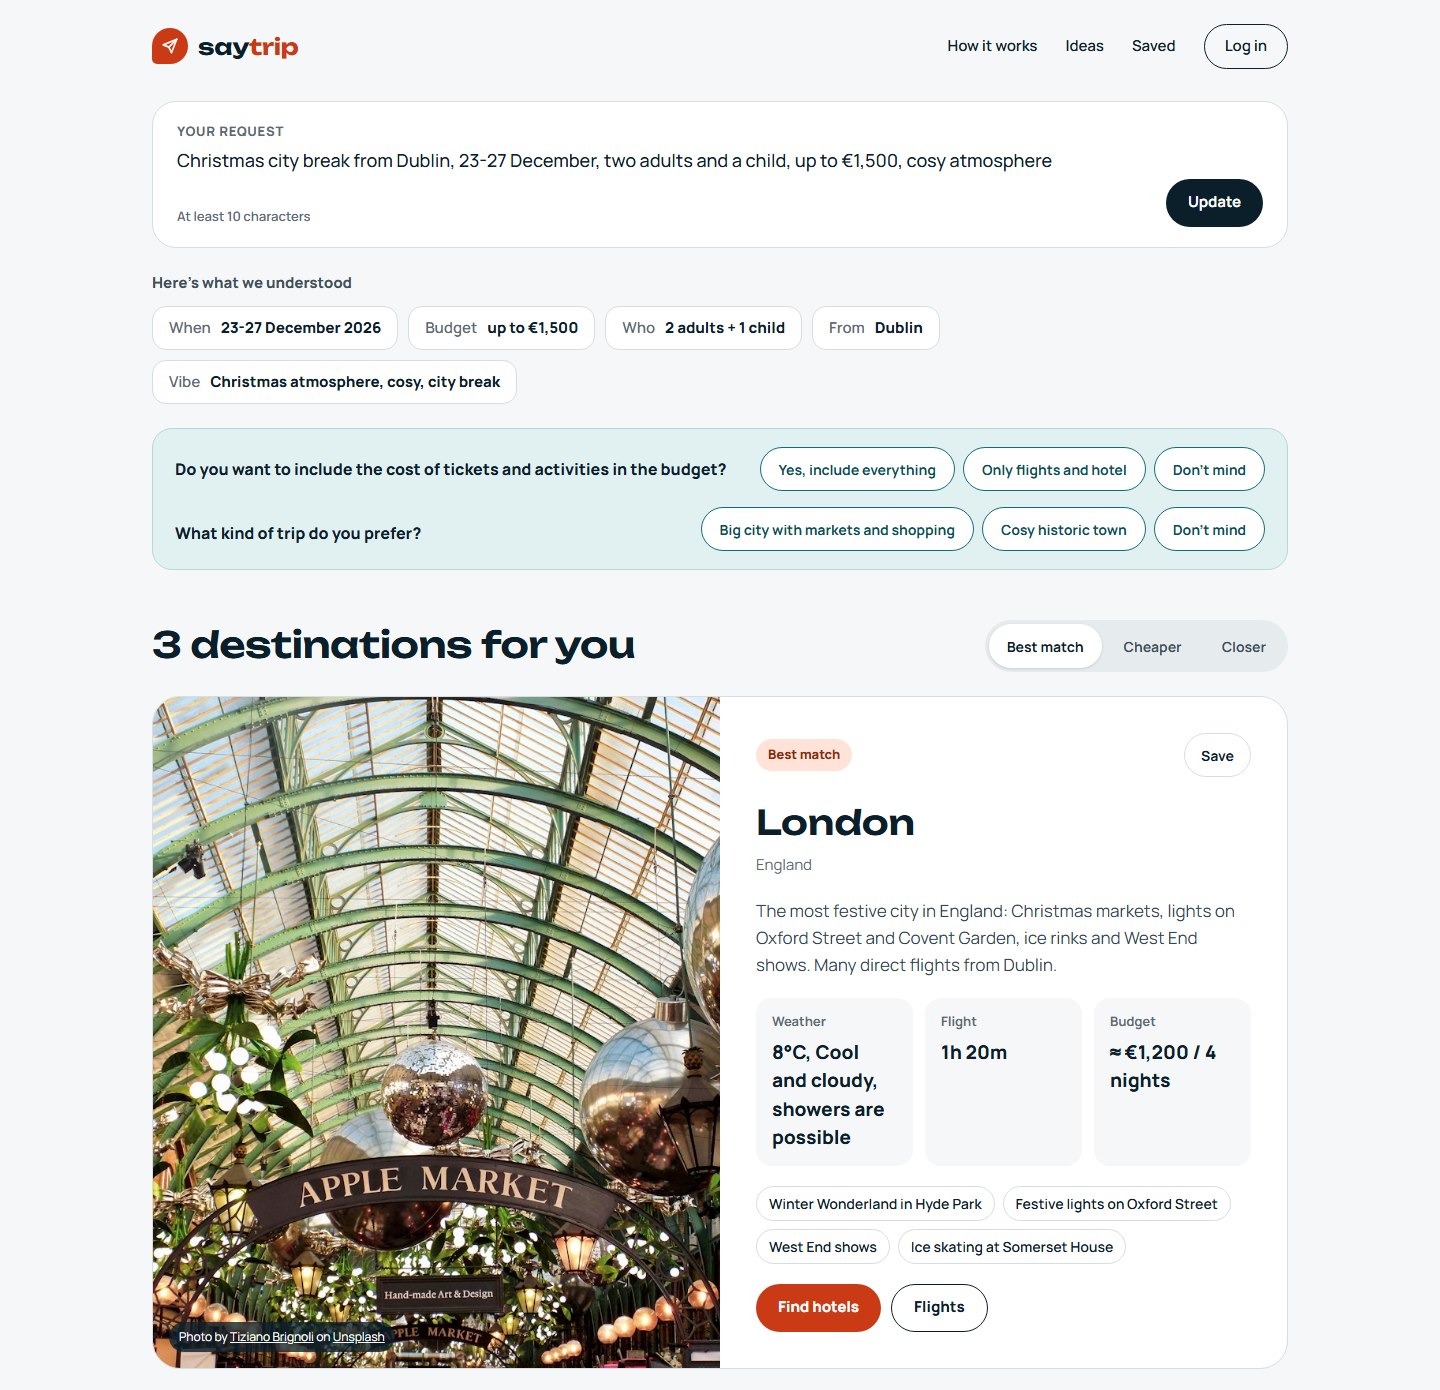 saytrip
How it works
Ideas
Saved
Log in
YOUR REQUEST
Christmas city break from Dublin, 23-27 December, two adults and a child, up to €1,500, cosy atmosphere
At least 10 characters
Update
Here's what we understood
When 23-27 December 2026
Budget up to €1,500
Who 2 adults + 1 child
From Dublin
Vibe Christmas atmosphere, cosy, city break
Do you want to include the cost of tickets and activities in the budget?
Yes, include everything
Only flights and hotel
Don't mind
What kind of trip do you prefer?
Big city with markets and shopping
Cosy historic town
Don't mind
3 destinations for you
Best match
Cheaper
Closer
APPLE MARKET
Hand-made Art & Design
APPLE MARKET
Photo by Tiziano Brignoli on Unsplash
Best match
Save
London
England
The most festive city in England: Christmas markets, lights on
Oxford Street and Covent Garden, ice rinks and West End
shows. Many direct flights from Dublin.
Weather
8°C, Cool
and cloudy,
showers are
possible
Flight
1h 20m
Budget
≈ €1,200 / 4
nights
Winter Wonderland in Hyde Park
Festive lights on Oxford Street
West End shows
Ice skating at Somerset House
Find hotels
Flights